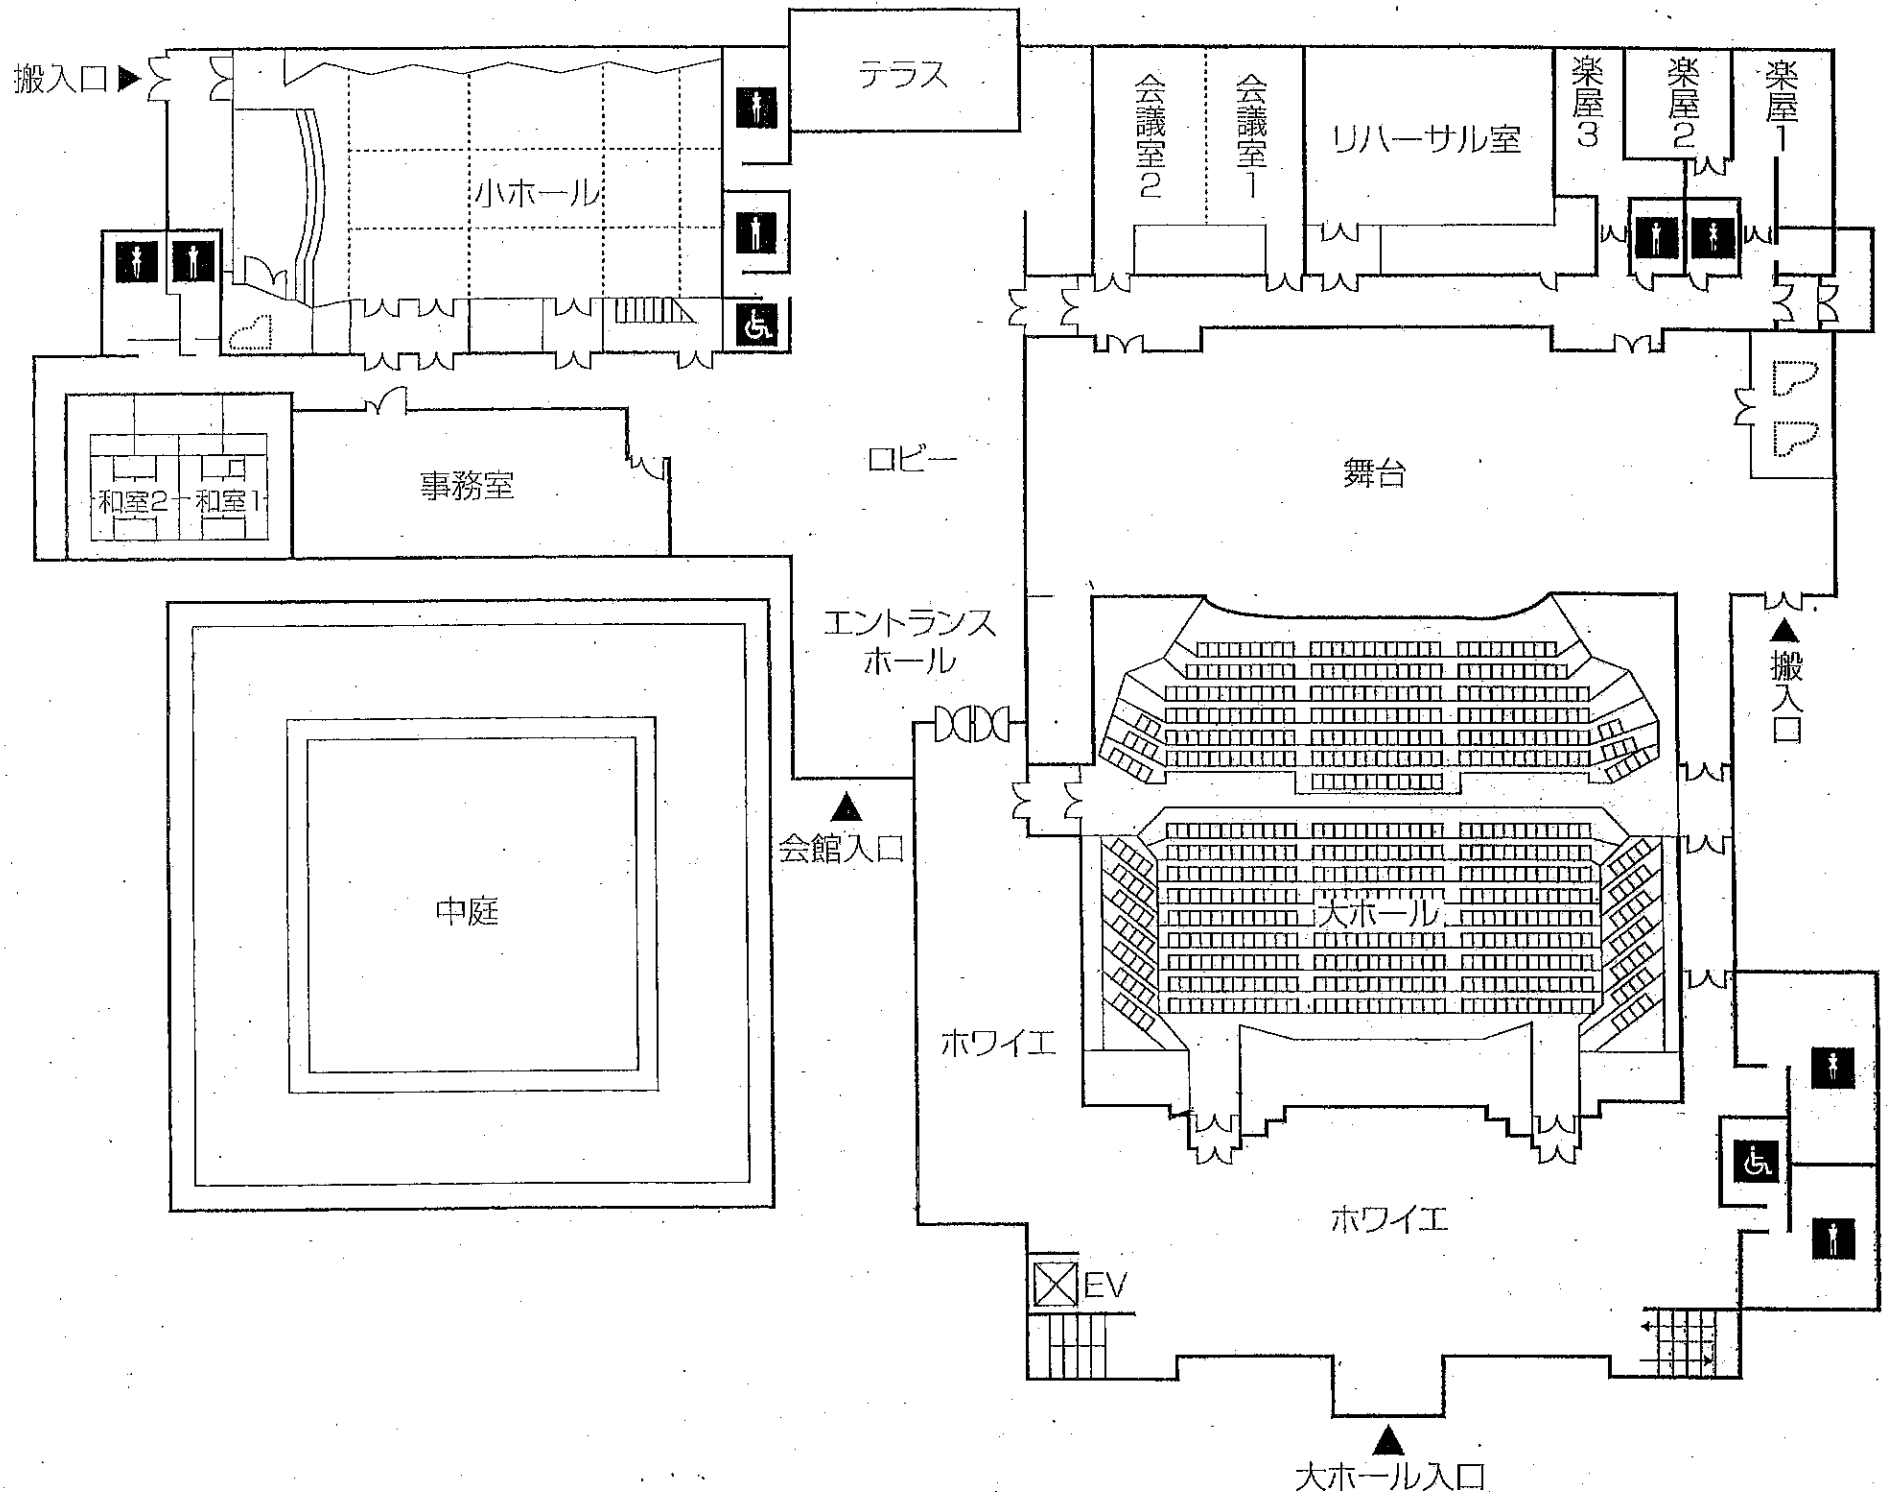 搬入口
テラス
会議室2
会議室1
リハーサル室
楽屋3
楽屋2
楽屋1
小ホール
ロビー
舞台
和室2
和室1
事務室
エントランス
ホール
搬入口
会館入口
中庭
大ホール
ホワイエ
ホワイエ
EV
大ホール入口